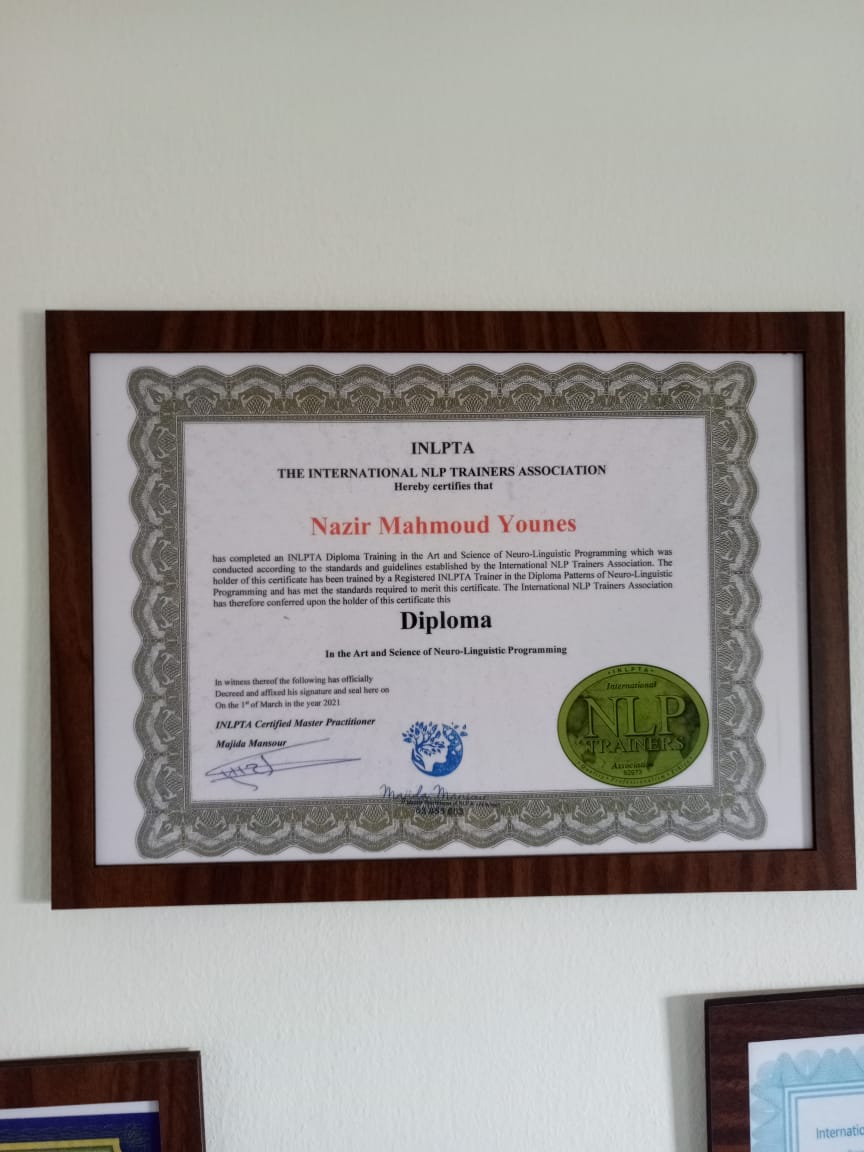 INLPTA
THE INTERNATIONAL NLP TRAINERS ASSOCIATION
Hereby certifies that
Nazir Mahmoud Younes
has completed an INLPTA Diploma Training in the Art and Science of Neuro-Linguistic Programming which was
conducted according to the standards and guidelines established by the International NLP Trainers Association. The
holder of this certificate has been trained by a Registered INLPTA Trainer in the Diploma Patterns of Neuro-Linguistic
Programming and has met the standards required to merit this certificate. The International NLP Trainers Association
has therefore conferred upon the holder of this certificate this
Diploma
In the Art and Science of Neuro-Linguistic Programming
In witness thereof the following has officially
Decreed and affixed his signature and seal here on
On the 1st of March in the year 2021
INLPTA Certified Master Practitioner
Majida Mansour
Majida Mansour
INLPTA
International
NLP
TRAINERS
Association